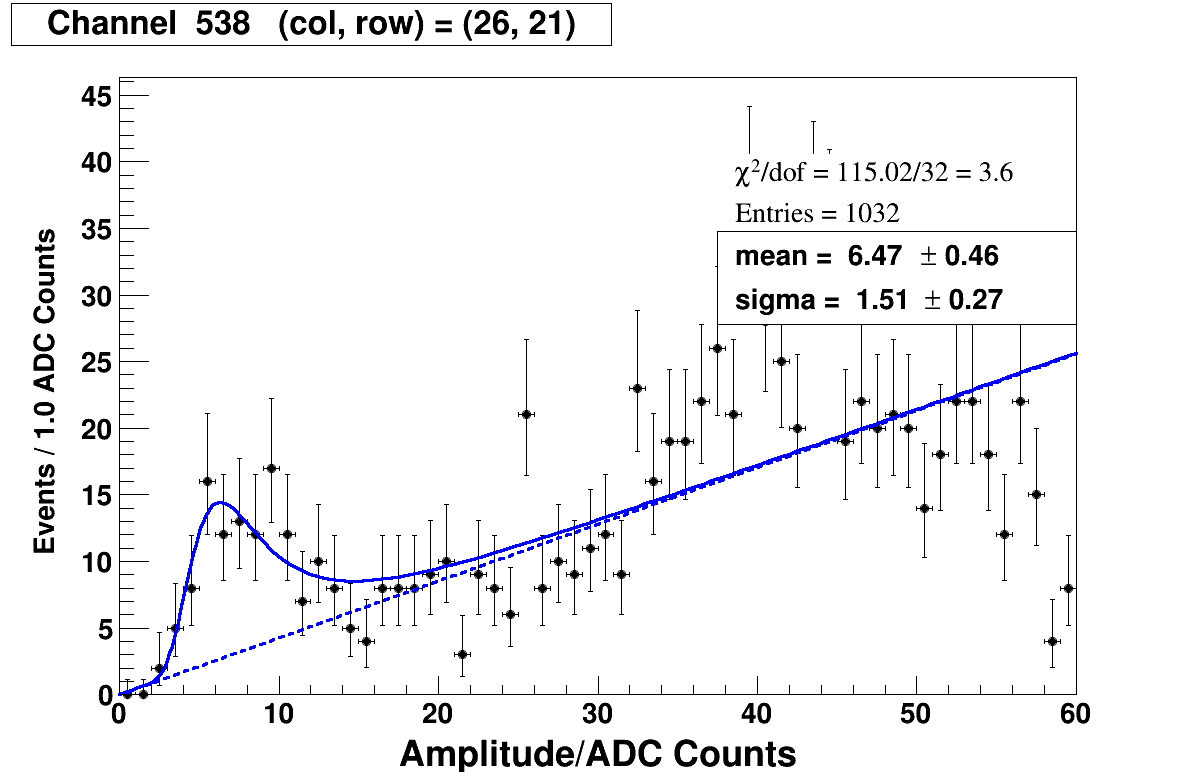 Channel 538 (col, row) = (26, 21)
45
40
35
30
25
20
15
10
5
0
Events / 1.0 ADC Counts
χ²/dof = 115.02/32 = 3.6
Entries = 1032
mean = 6.47 ± 0.46
sigma = 1.51 ± 0.27
0 10 20 30 40 50 60
Amplitude/ADC Counts